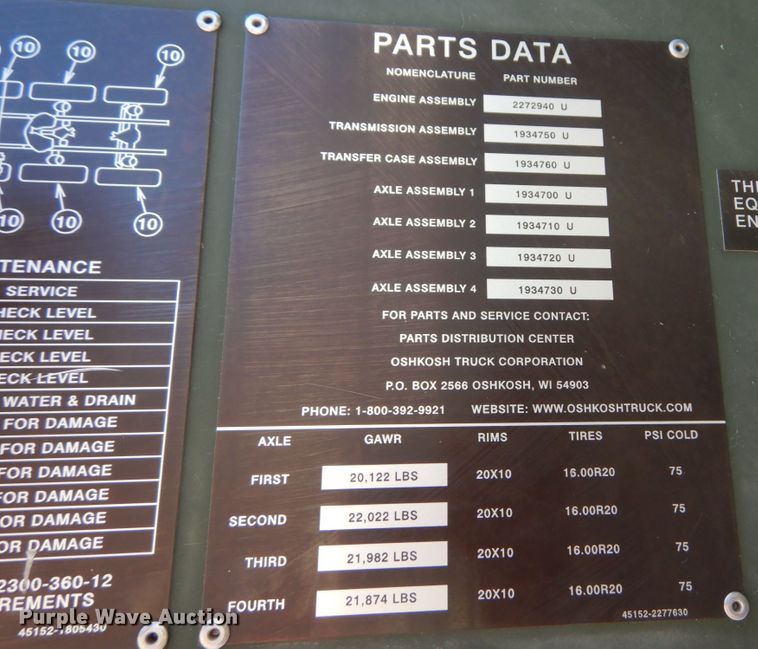 10
10
10
10
10
10
TENANCE
SERVICE
HECK LEVEL
HECK LEVEL
ECK LEVEL
ECK LEVEL
WATER & DRAIN
FOR DAMAGE
FOR DAMAGE
FOR DAMAGE
FOR DAMAGE
OR DAMAGE
OR DAMAGE
2300-360-12
REMENTS
45152-1805430
PARTS DATA
NOMENCLATURE PART NUMBER
ENGINE ASSEMBLY 2272940 U
TRANSMISSION ASSEMBLY 1934750 U
TRANSFER CASE ASSEMBLY 1934760 U
AXLE ASSEMBLY 1 1934700 U
AXLE ASSEMBLY 2 1934710 U
AXLE ASSEMBLY 3 1934720 U
AXLE ASSEMBLY 4 1934730 U
FOR PARTS AND SERVICE CONTACT:
PARTS DISTRIBUTION CENTER
OSHKOSH TRUCK CORPORATION
P.O. BOX 2566 OSHKOSH, WI 54903
PHONE: 1-800-392-9921 WEBSITE: WWW.OSHKOSHTRUCK.COM
AXLE GAWR RIMS TIRES PSI COLD
FIRST 20,122 LBS 20X10 16.00R20 75
SECOND 22,022 LBS 20X10 16.00R20 75
THIRD 21,982 LBS 20X10 16.00R20 75
FOURTH 21,874 LBS 20X10 16.00R20 75
45152-2277630
THI
EQ
EN
Purple Wave Auction